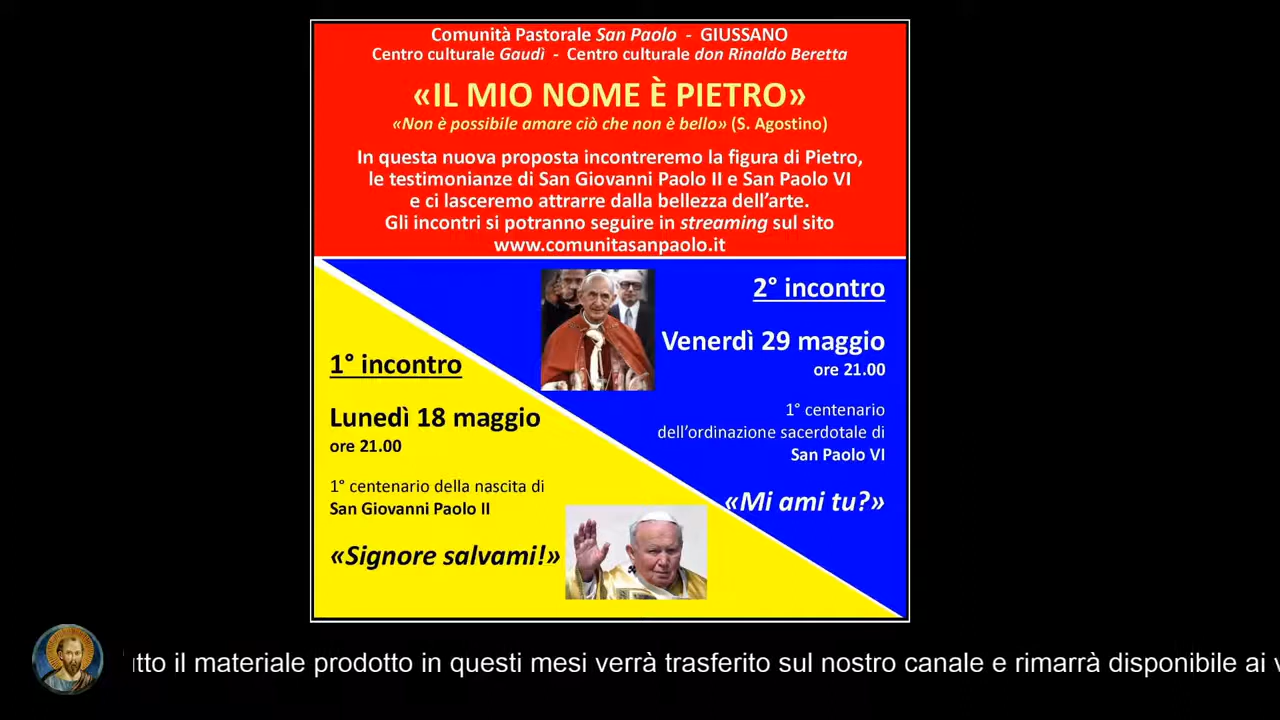 Comunità Pastorale San Paolo - GIUSSANO
Centro culturale Gaudì - Centro culturale don Rinaldo Beretta
«IL MIO NOME È PIETRO»
«Non è possibile amare ciò che non è bello» (S. Agostino)
In questa nuova proposta incontreremo la figura di Pietro,
le testimonianze di San Giovanni Paolo II e San Paolo VI
e ci lasceremo attrarre dalla bellezza dell’arte.
Gli incontri si potranno seguire in streaming sul sito
www.comunitasanpaolo.it
1° incontro
Lunedì 18 maggio
ore 21.00
1° centenario della nascita di
San Giovanni Paolo II
«Signore salvami!»
2° incontro
Venerdì 29 maggio
ore 21.00
1° centenario
dell’ordinazione sacerdotale di
San Paolo VI
«Mi ami tu?»
il materiale prodotto in questi mesi verrà trasferito sul nostro canale e rimarrà disponibile ai